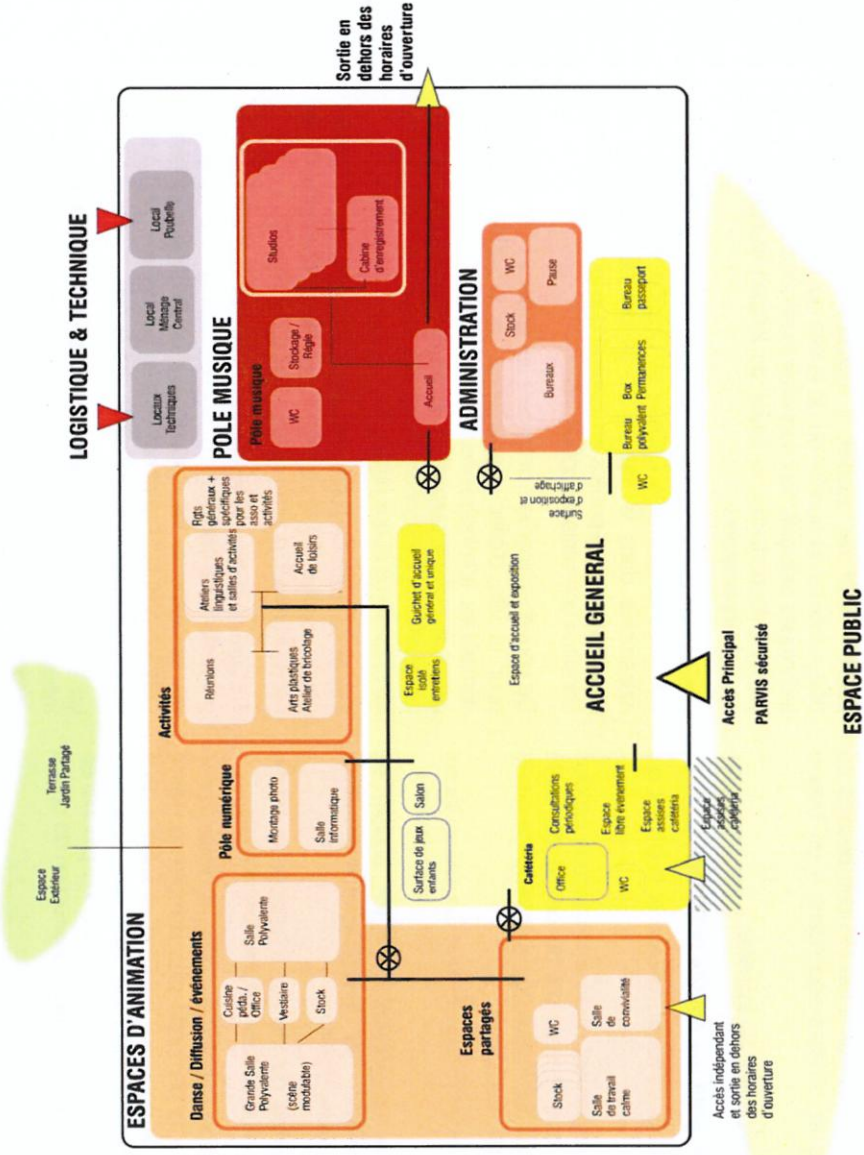 Espace
Extérieur
Terrasse
Jardin Partagé
ESPACES D'ANIMATION
Danse / Diffusion / événements
Grande Salle
Polyvalente
(scène
modulable)
Cuisine
péda. /
Office
Vestiaire
Stock
Salle
Polyvalente
Pôle numérique
Montage photo
Salle
informatique
Activités
Réunions
Arts plastiques
Atelier de bricolage
Ateliers
linguistiques
et salles d'activités
Accueil
de loisirs
Rgts
généraux +
spécifiques
pour les
asso et
activités
LOGISTIQUE & TECHNIQUE
Locaux
Techniques
Local
Ménage
Central
Local
Poubelle
POLE MUSIQUE
Pôle musique
WC
Stockage /
Régie
Studios
Cabine
d'enregistrement
Accueil
Sortie en
dehors des
horaires
d'ouverture
ADMINISTRATION
Bureaux
Stock
WC
Pause
WC
Bureau
polyvalent
Box
Permanences
Bureau
passeport
Surface
d'exposition et
d'affichage
Espace
isolé
entretiens
Guichet d'accueil
général et unique
Espace d'accueil et exposition
ACCUEIL GENERAL
Surface de jeux
enfants
Salon
Cafétéria
Office
WC
Consultations
périodiques
Espace
libre événement
Espace
assises
cafétéria
Espace
assises
cafétéria
Espaces
partagés
Stock
WC
Salle
de travail
calme
Salle
de
convivialité
Accès indépendant
et sortie en dehors
des horaires
d'ouverture
Accès Principal
PARVIS sécurisé
ESPACE PUBLIC